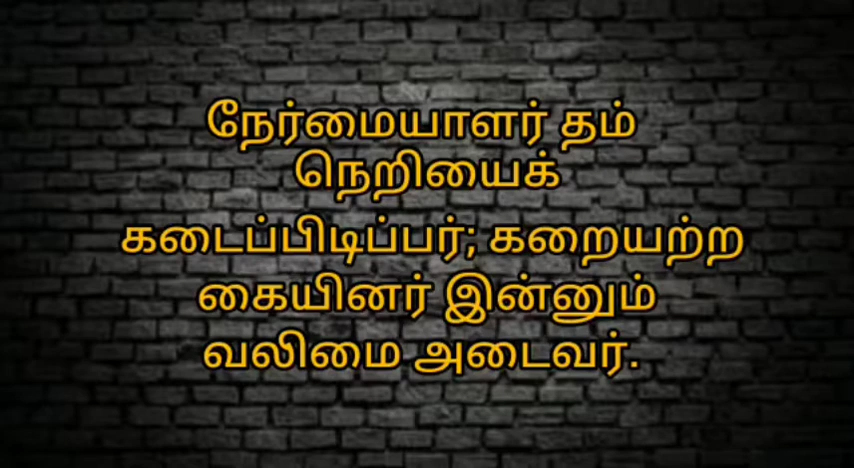 நேர்மையாளர் தம்
நெறியைக்
கடைப்பிடிப்பர்; கறையற்ற
கையினர் இன்னும்
வலிமை அடைவர்.